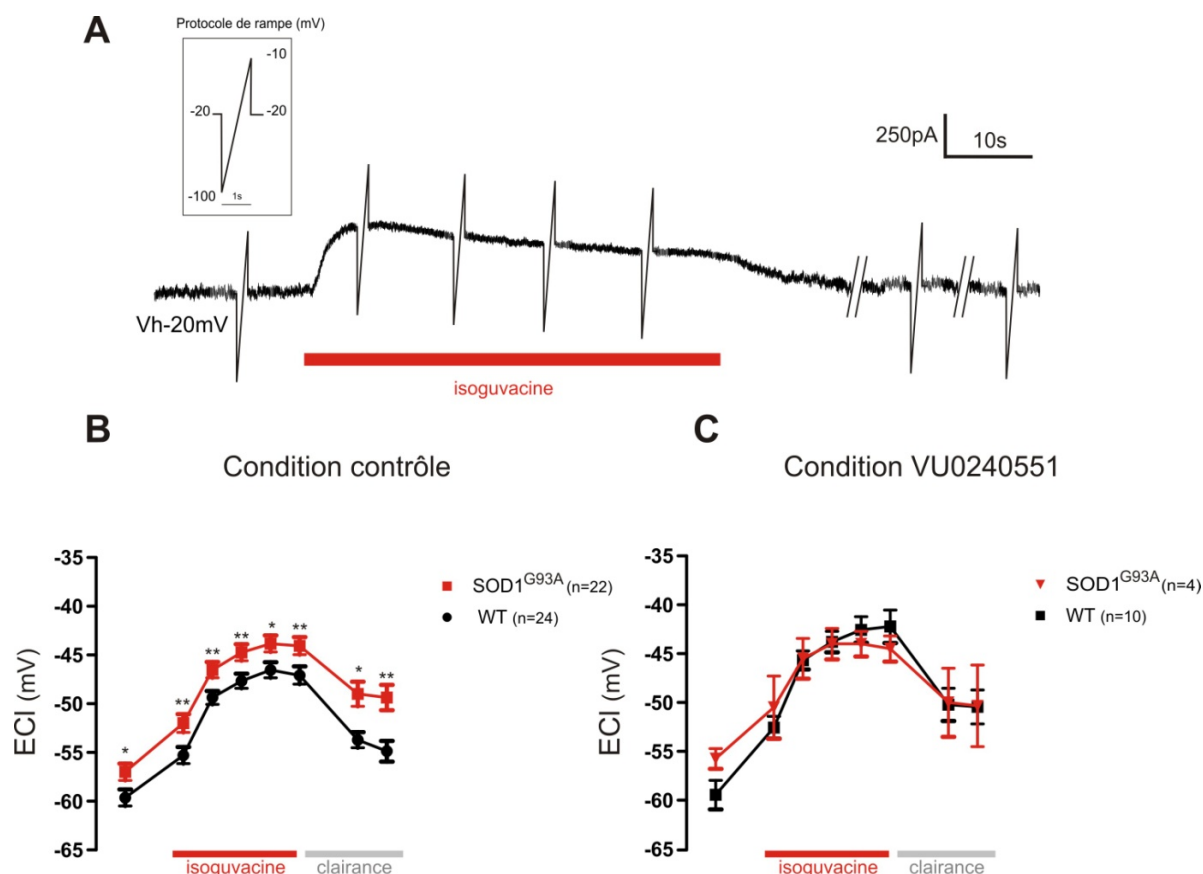 A
Protocole de rampe (mV)
-10
-20
-20
-100
1s
250pA
10s
Vh-20mV
isoguvacine
B
Condition contrôle
ECl (mV)
-35
-40
-45
-50
-55
-60
-65
* ** ** ** * ** * **
SOD1G93A (n=22)
WT (n=24)
isoguvacine
clairance
C
Condition VU0240551
ECl (mV)
-35
-40
-45
-50
-55
-60
-65
SOD1G93A (n=4)
WT (n=10)
isoguvacine
clairance